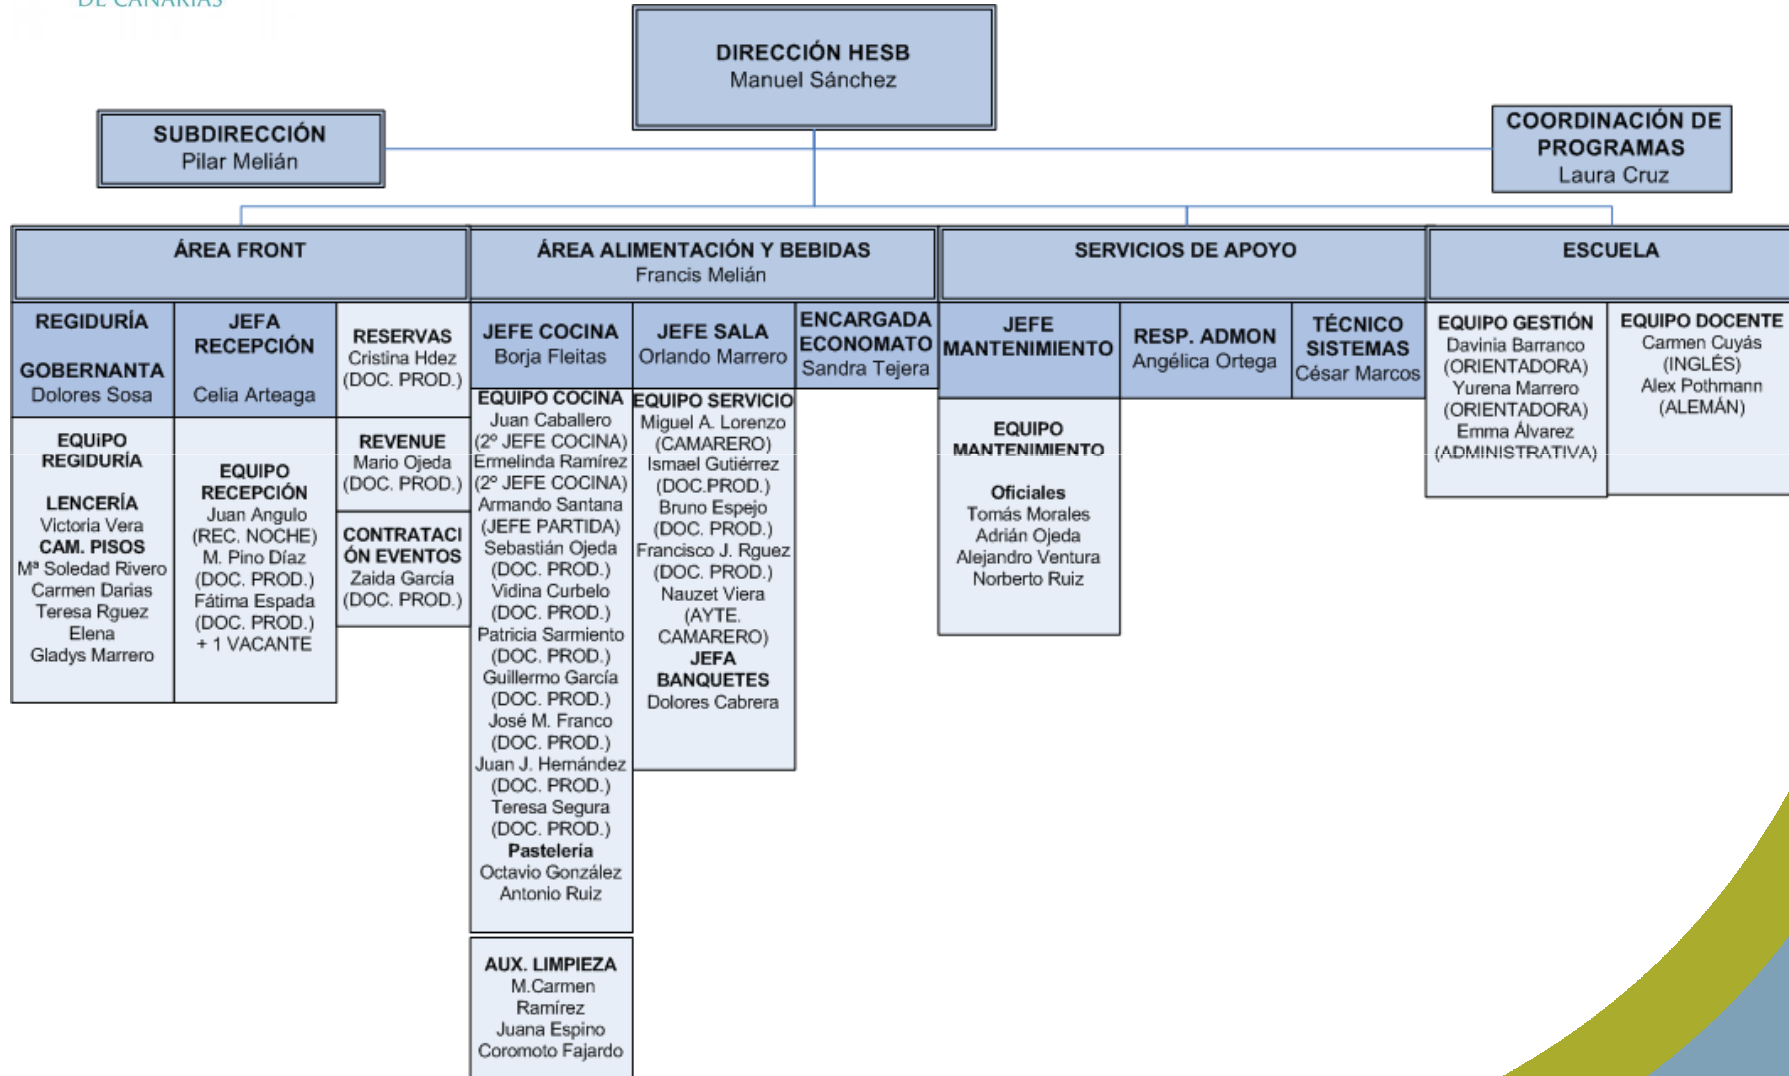 DE CANARIAS
DIRECCIÓN HESB
Manuel Sánchez
SUBDIRECCIÓN
Pilar Melián
COORDINACIÓN DE
PROGRAMAS
Laura Cruz
ÁREA FRONT
ÁREA ALIMENTACIÓN Y BEBIDAS
Francis Melián
SERVICIOS DE APOYO
ESCUELA
REGIDURÍA
GOBERNANTA
Dolores Sosa
EQUiPO
REGIDURÍA
LENCERÍA
Victoria Vera
CAM. PISOS
Mª Soledad Rivero
Carmen Darias
Teresa Rguez
Elena
Gladys Marrero
JEFA
RECEPCIÓN
Celia Arteaga
EQUIPO
RECEPCIÓN
Juan Angulo
(REC. NOCHE)
M. Pino Díaz
(DOC. PROD.)
Fátima Espada
(DOC. PROD.)
+ 1 VACANTE
RESERVAS
Cristina Hdez
(DOC. PROD.)
REVENUE
Mario Ojeda
(DOC. PROD.)
CONTRATACI
ÓN EVENTOS
Zaida García
(DOC. PROD.)
JEFE COCINA
Borja Fleitas
EQUIPO COCINA
Juan Caballero
(2º JEFE COCINA)
Ermelinda Ramírez
(2º JEFE COCINA)
Armando Santana
(JEFE PARTIDA)
Sebastián Ojeda
(DOC. PROD.)
Vidina Curbelo
(DOC. PROD.)
Patricia Sarmiento
(DOC. PROD.)
Guillermo García
(DOC. PROD.)
José M. Franco
(DOC. PROD.)
Juan J. Hernández
(DOC. PROD.)
Teresa Segura
(DOC. PROD.)
Pastelería
Octavio González
Antonio Ruiz
AUX. LIMPIEZA
M.Carmen
Ramírez
Juana Espino
Coromoto Fajardo
JEFE SALA
Orlando Marrero
EQUIPO SERVICIO
Miguel A. Lorenzo
(CAMARERO)
Ismael Gutiérrez
(DOC.PROD.)
Bruno Espejo
(DOC. PROD.)
Francisco J. Rguez
(DOC. PROD.)
Nauzet Viera
(AYTE.
CAMARERO)
JEFA
BANQUETES
Dolores Cabrera
ENCARGADA
ECONOMATO
Sandra Tejera
JEFE
MANTENIMIENTO
EQUIPO
MANTENIMIENTO
Oficiales
Tomás Morales
Adrián Ojeda
Alejandro Ventura
Norberto Ruiz
RESP. ADMON
Angélica Ortega
TÉCNICO
SISTEMAS
César Marcos
EQUIPO GESTIÓN
Davinia Barranco
(ORIENTADORA)
Yurena Marrero
(ORIENTADORA)
Emma Álvarez
(ADMINISTRATIVA)
EQUIPO DOCENTE
Carmen Cuyás
(INGLÉS)
Alex Pothmann
(ALEMÁN)